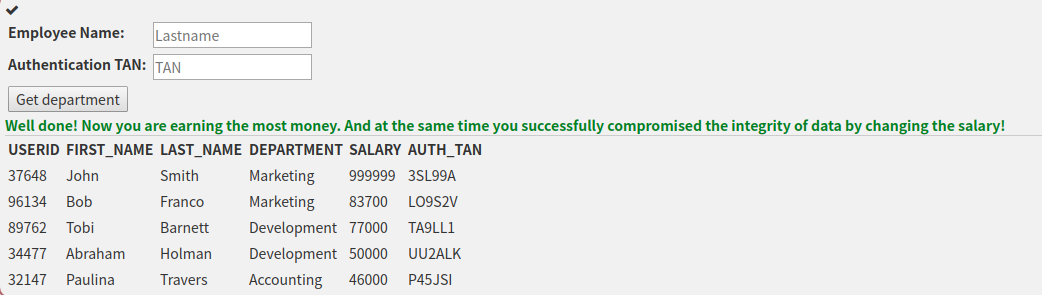 Employee Name: Lastname
Authentication TAN: TAN
Get department
Well done! Now you are earning the most money. And at the same time you successfully compromised the integrity of data by changing the salary!
USERID FIRST_NAME LAST_NAME DEPARTMENT SALARY AUTH_TAN
37648 John Smith Marketing 999999 3SL99A
96134 Bob Franco Marketing 83700 LO9S2V
89762 Tobi Barnett Development 77000 TA9LL1
34477 Abraham Holman Development 50000 UU2ALK
32147 Paulina Travers Accounting 46000 P45JSI